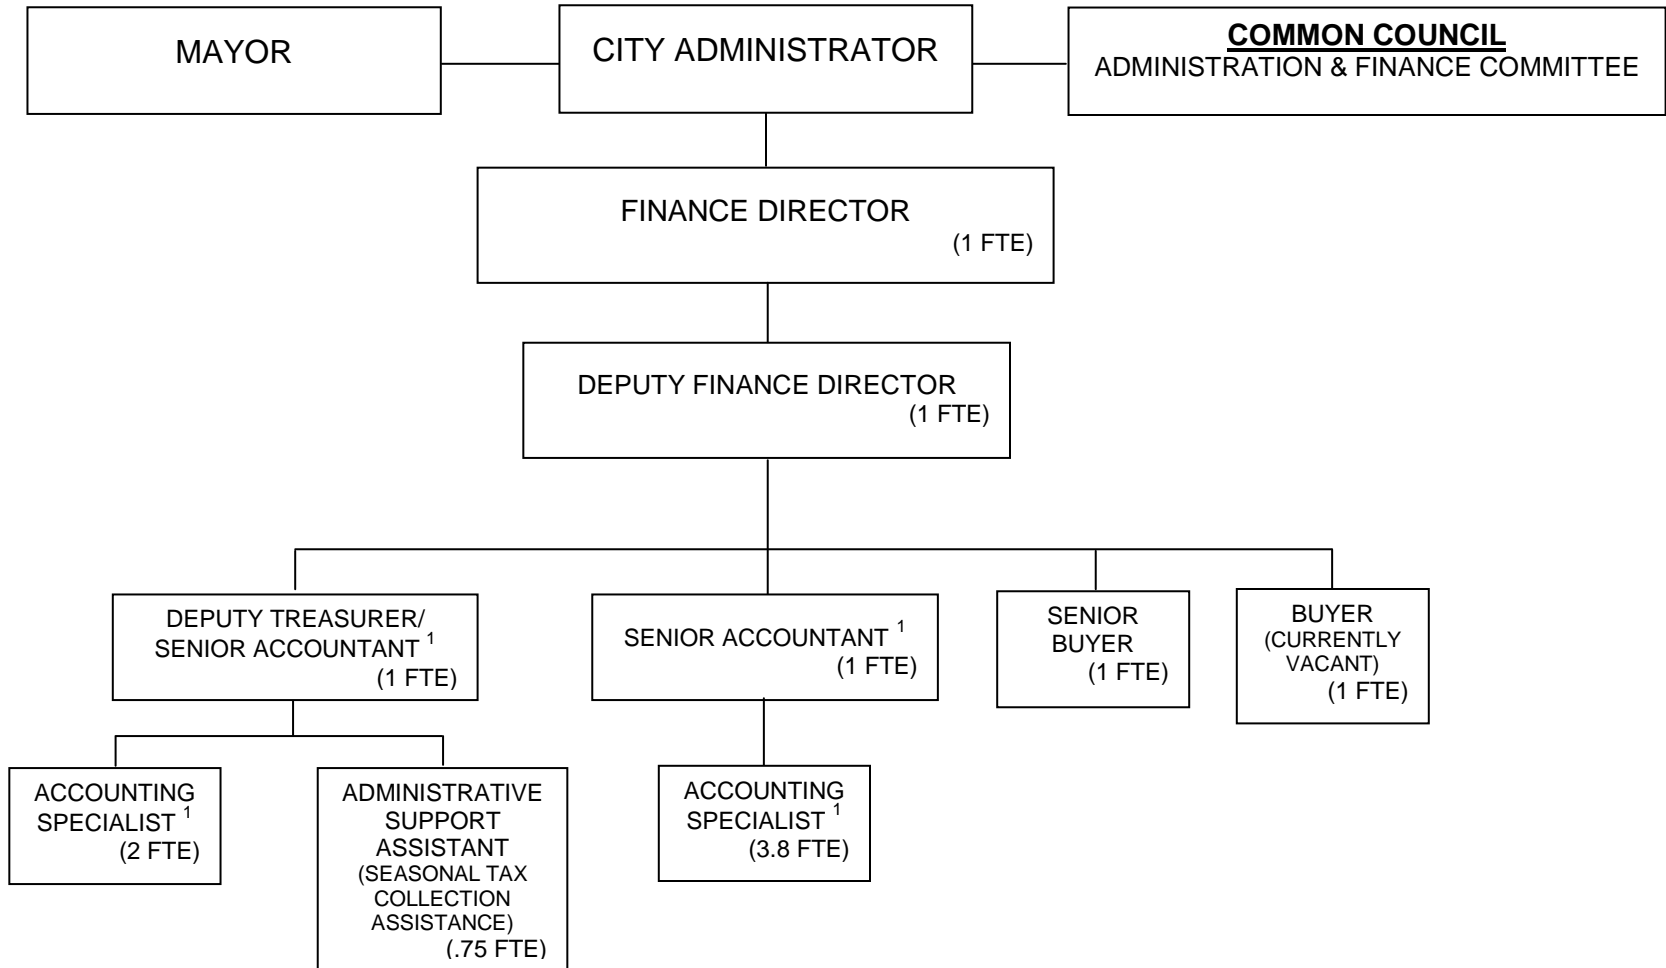 MAYOR
CITY ADMINISTRATOR
COMMON COUNCIL
ADMINISTRATION & FINANCE COMMITTEE
FINANCE DIRECTOR
(1 FTE)
DEPUTY FINANCE DIRECTOR
(1 FTE)
DEPUTY TREASURER/
SENIOR ACCOUNTANT 1
(1 FTE)
SENIOR ACCOUNTANT 1
(1 FTE)
SENIOR
BUYER
(1 FTE)
BUYER
(CURRENTLY
VACANT)
(1 FTE)
ACCOUNTING
SPECIALIST 1
(2 FTE)
ADMINISTRATIVE
SUPPORT
ASSISTANT
(SEASONAL TAX
COLLECTION
ASSISTANCE)
(.75 FTE)
ACCOUNTING
SPECIALIST 1
(3.8 FTE)